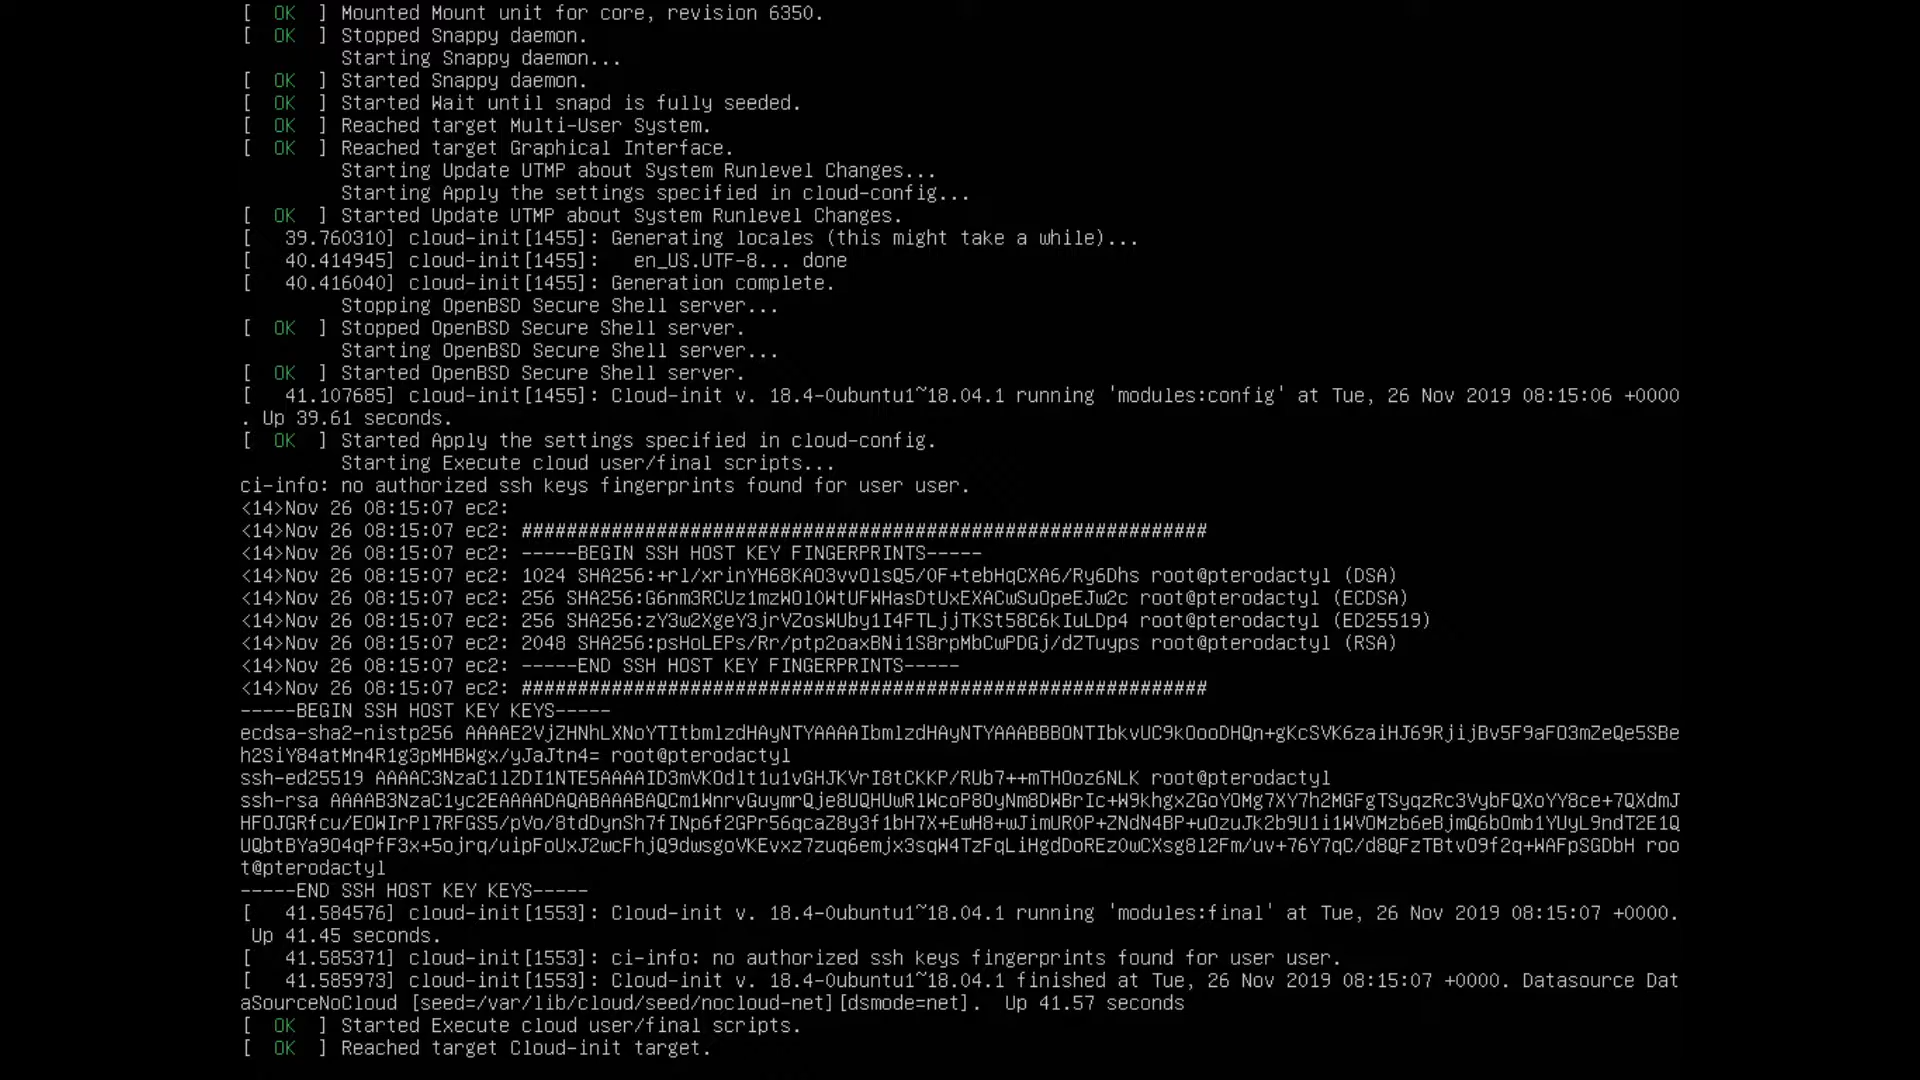 [  OK  ] Mounted Mount unit for core, revision 6350.
[  OK  ] Stopped Snappy daemon.
Starting Snappy daemon...
[  OK  ] Started Snappy daemon.
[  OK  ] Started Wait until snapd is fully seeded.
[  OK  ] Reached target Multi-User System.
[  OK  ] Reached target Graphical Interface.
Starting Update UTMP about System Runlevel Changes...
Starting Apply the settings specified in cloud-config...
[  OK  ] Started Update UTMP about System Runlevel Changes.
[   39.760310] cloud-init[1455]: Generating locales (this might take a while)...
[   40.414945] cloud-init[1455]:   en_US.UTF-8... done
[   40.416040] cloud-init[1455]: Generation complete.
Stopping OpenBSD Secure Shell server...
[  OK  ] Stopped OpenBSD Secure Shell server.
Starting OpenBSD Secure Shell server...
[  OK  ] Started OpenBSD Secure Shell server.
[   41.107685] cloud-init[1455]: Cloud-init v. 18.4-0ubuntu1~18.04.1 running 'modules:config' at Tue, 26 Nov 2019 08:15:06 +0000
. Up 39.61 seconds.
[  OK  ] Started Apply the settings specified in cloud-config.
Starting Execute cloud user/final scripts...
ci-info: no authorized ssh keys fingerprints found for user user.
<14>Nov 26 08:15:07 ec2:
<14>Nov 26 08:15:07 ec2: #############################################################
<14>Nov 26 08:15:07 ec2: -----BEGIN SSH HOST KEY FINGERPRINTS-----
<14>Nov 26 08:15:07 ec2: 1024 SHA256:+rl/xrinYH68KAO3vvOlsQ5/0F+tebHqCXA6/Ry6Dhs root@pterodactyl (DSA)
<14>Nov 26 08:15:07 ec2: 256 SHA256:G6nm3RCUz1mzWOl0WtUFWHasDtUxEXACwSuOpeEJw2c root@pterodactyl (ECDSA)
<14>Nov 26 08:15:07 ec2: 256 SHA256:zY3w2XgeY3jrVZosWUby1I4FTLjjTKSt58C6kIuLDp4 root@pterodactyl (ED25519)
<14>Nov 26 08:15:07 ec2: 2048 SHA256:psHoLEPs/Rr/ptp2oaxBNi1S8rpMbCwPDGj/dZTuyps root@pterodactyl (RSA)
<14>Nov 26 08:15:07 ec2: -----END SSH HOST KEY FINGERPRINTS-----
<14>Nov 26 08:15:07 ec2: #############################################################
-----BEGIN SSH HOST KEY KEYS-----
ecdsa-sha2-nistp256 AAAAE2VjZHNhLXNoYTItbmlzdHAyNTYAAAAIbmlzdHAyNTYAAABBBONTIbkvUC9kOooDHQn+gKcSVK6zaiHJ69RjijBv5F9aFO3mZeQe5SBe
h2SiY84atMn4R1g3pMHBWgx/yJaJtn4= root@pterodactyl
ssh-ed25519 AAAAC3NzaC1lZDI1NTE5AAAAID3mVKOdlt1u1vGHJKVrI8tCKKP/RUb7++mTHOoz6NLK root@pterodactyl
ssh-rsa AAAAB3NzaC1yc2EAAAADAQABAAABAQCm1WnrvGuymrQje8UQHUwRlWcoP8OyNm8DWBrIc+W9khgxZGoYOMg7XY7h2MGFgTSyqzRc3VybFQXoYY8ce+7QXdmJ
HFOJGRfcu/EOWIrPl7RFGS5/pVo/8tdDynSh7fINp6f2GPr56qcaZ8y3f1bH7X+EwH8+wJimUROP+ZNdN4BP+uOzuJk2b9U1i1WVOMzb6eBjmQ6bOmb1YUyL9ndT2E1Q
UQbtBYa9O4qPfF3x+5ojrq/uipFoUxJ2wcFhjQ9dwsgoVKEvxz7zuq6emjx3sqW4TzFqLiHgdDoREzOwCXsg8l2Fm/uv+76Y7qC/d8QFzTBtvO9f2q+WAFpSGDbH roo
t@pterodactyl
-----END SSH HOST KEY KEYS-----
[   41.584576] cloud-init[1553]: Cloud-init v. 18.4-0ubuntu1~18.04.1 running 'modules:final' at Tue, 26 Nov 2019 08:15:07 +0000.
Up 41.45 seconds.
[   41.585371] cloud-init[1553]: ci-info: no authorized ssh keys fingerprints found for user user.
[   41.585973] cloud-init[1553]: Cloud-init v. 18.4-0ubuntu1~18.04.1 finished at Tue, 26 Nov 2019 08:15:07 +0000. Datasource Dat
aSourceNoCloud [seed=/var/lib/cloud/seed/nocloud-net][dsmode=net].  Up 41.57 seconds
[  OK  ] Started Execute cloud user/final scripts.
[  OK  ] Reached target Cloud-init target.